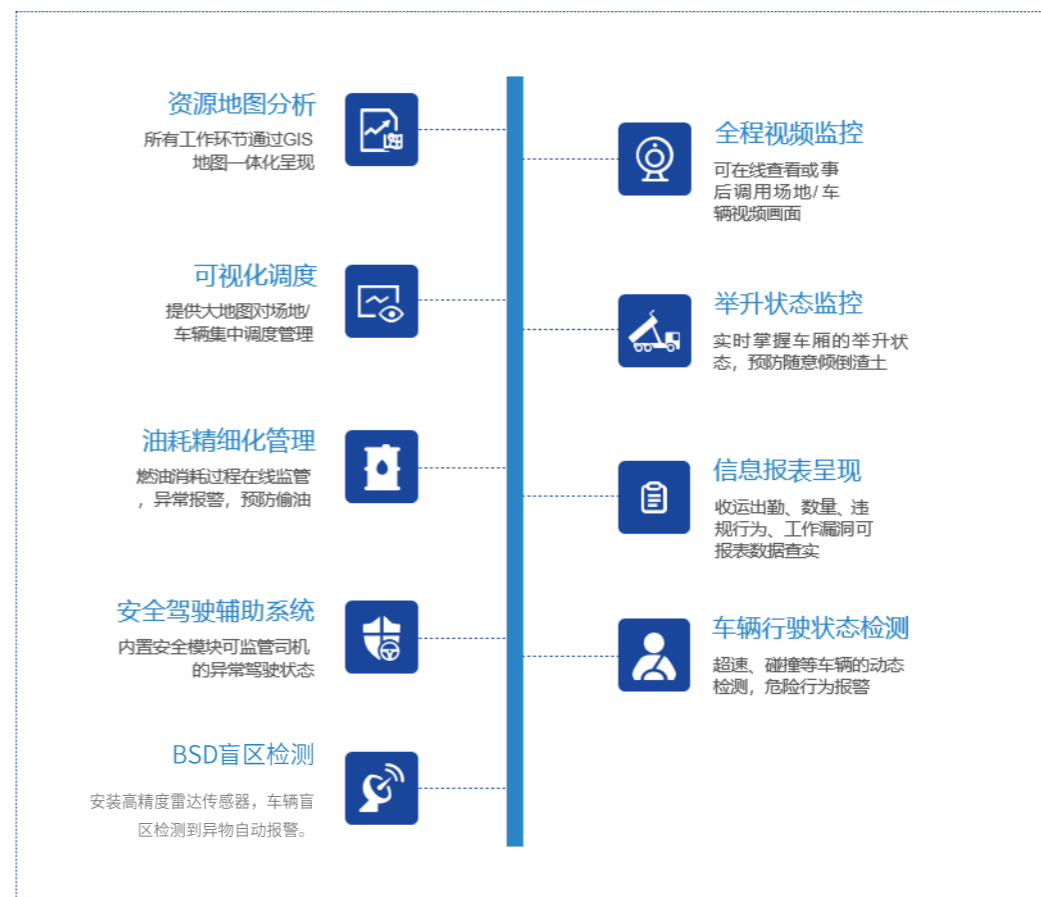 资源地图分析
所有工作环节通过GIS
地图一体化呈现
全程视频监控
可在线查看或事
后调用场地/车
辆视频画面
可视化调度
提供大地图对场地/
车辆集中调度管理
举升状态监控
实时掌握车厢的举升状
态，预防随意倾倒渣土
油耗精细化管理
燃油消耗过程在线监管
，异常报警，预防偷油
信息报表呈现
收运出勤、数量、违
规行为、工作漏洞可
报表数据查实
安全驾驶辅助系统
内置安全模块可监管司机
的异常驾驶状态
车辆行驶状态检测
超速、碰撞等车辆的动态
检测，危险行为报警
BSD盲区检测
安装高精度雷达传感器，车辆盲
区检测到异物自动报警。